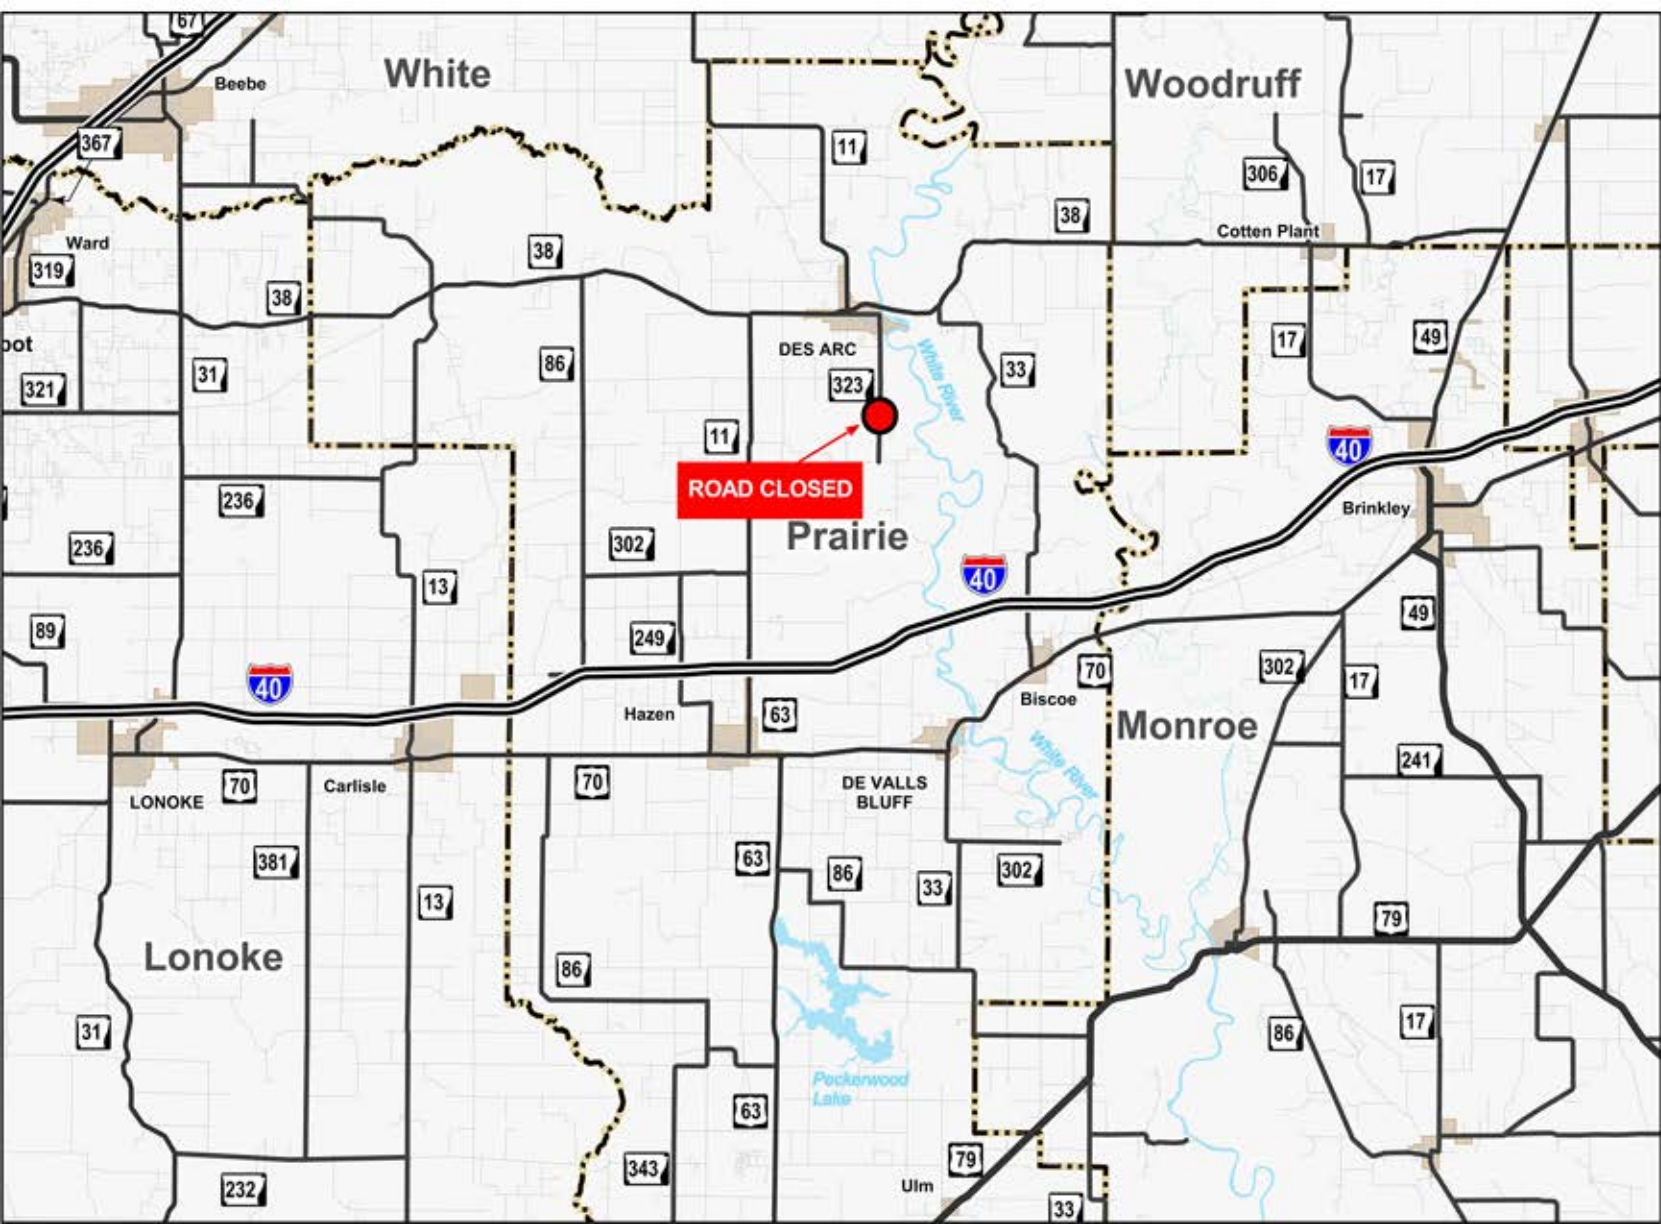 67
White
Beebe
Woodruff
367
11
306
17
38
Cotten Plant
Ward
38
319
38
oot
DES ARC
White River
17
49
321
31
86
323
33
11
40
ROAD CLOSED
236
Brinkley
Prairie
236
302
40
13
49
89
249
302
70
17
40
Biscoe
Hazen
63
Monroe
241
70
Carlisle
70
DE VALLS
BLUFF
White River
LONOKE
381
63
86
33
302
13
79
Lonoke
86
31
17
86
Peckerwood
Lake
63
343
79
232
Ulm
33